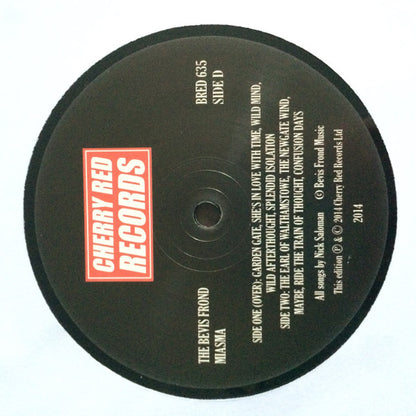 CHERRY RED
RECORDS
THE BEVIS FROND
MIASMA
BRED 635
SIDE D
SIDE ONE (OVER): GARDEN GATE, SHE'S IN LOVE WITH TIME, WILD MIND,
WILD AFTERTHOUGHT, SPLENDID ISOLATION
SIDE TWO: THE EARL OF WALTHAMSTOWE, THE NEWGATE WIND,
MAYBE, RIDE THE TRAIN OF THOUGHT, CONFUSION DAYS
All songs by Nick Saloman © Bevis Frond Music
This edition ℗ & © 2014 Cherry Red Records Ltd
2014